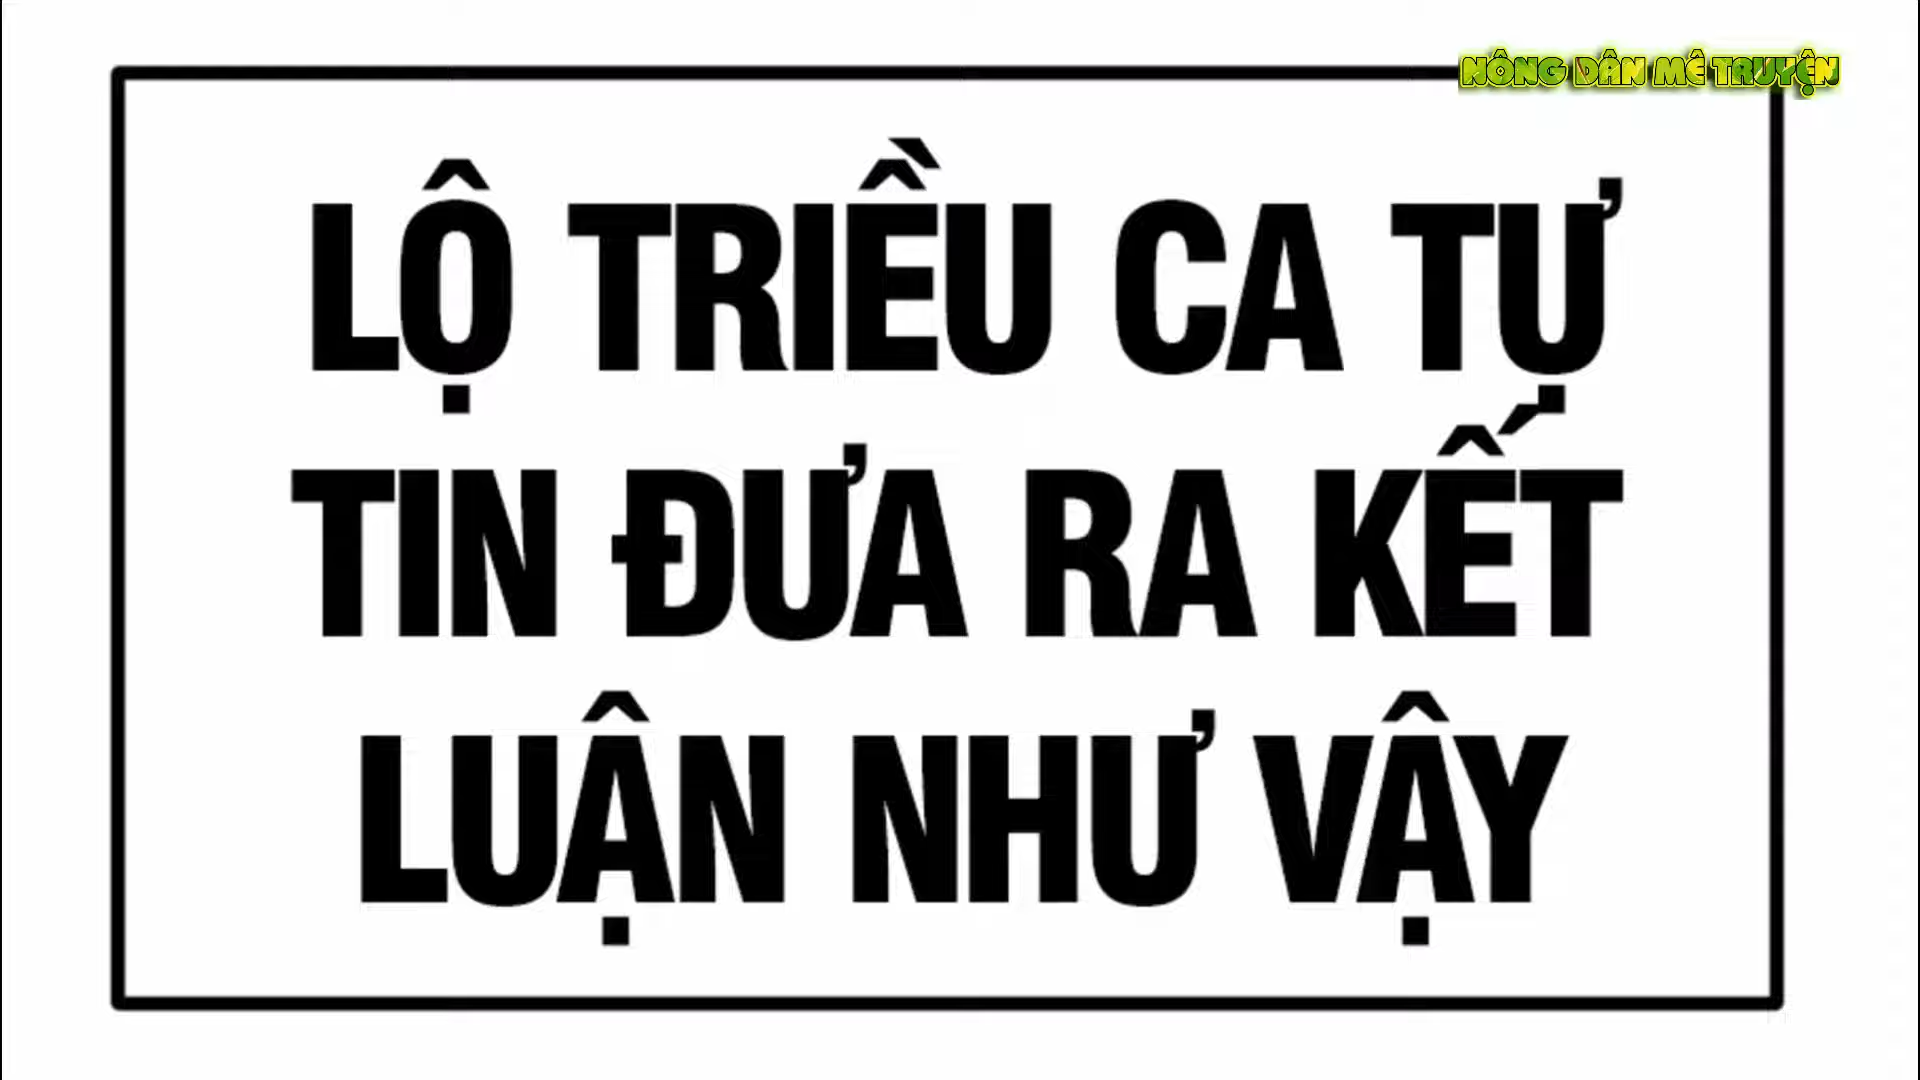 NÔNG DÂN MÊ TRUYỆN
LỘ TRIỀU CA TỰ
TIN ĐƯA RA KẾT
LUẬN NHƯ VẬY